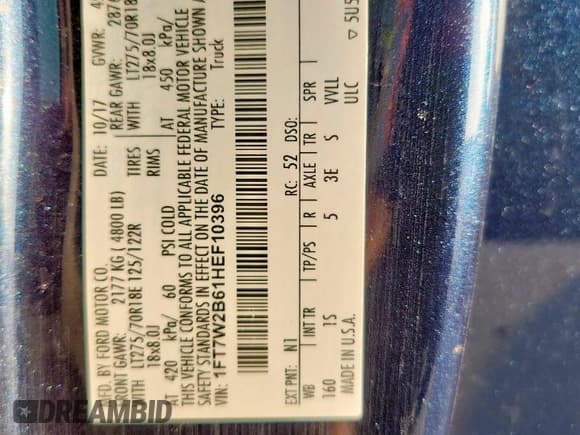 MFD. BY FORD MOTOR CO.
DATE: 10/17 GVWR:
FRONT GAWR: REAR GAWR:
2177 KG ( 4800 LB)
LT275/70R18E 125/122R TIRES WITH LT275/70R18
18x8.0J RIMS 18x8.0J
AT 420 kPa/ 60 PSI COLD AT 450 kPa/
THIS VEHICLE CONFORMS TO ALL APPLICABLE FEDERAL MOTOR VEHICLE
SAFETY STANDARDS IN EFFECT ON THE DATE OF MANUFACTURE SHOWN
VIN: 1FT7W2B61HEF10396 TYPE: Truck
EXT PNT: N1 RC: 52 DSO:
WB INT TR TP/PS R AXLE TR SPR
160 1S 5 3E S VVLL
MADE IN U.S.A. ULC
▽ 5U5
DREAMBID